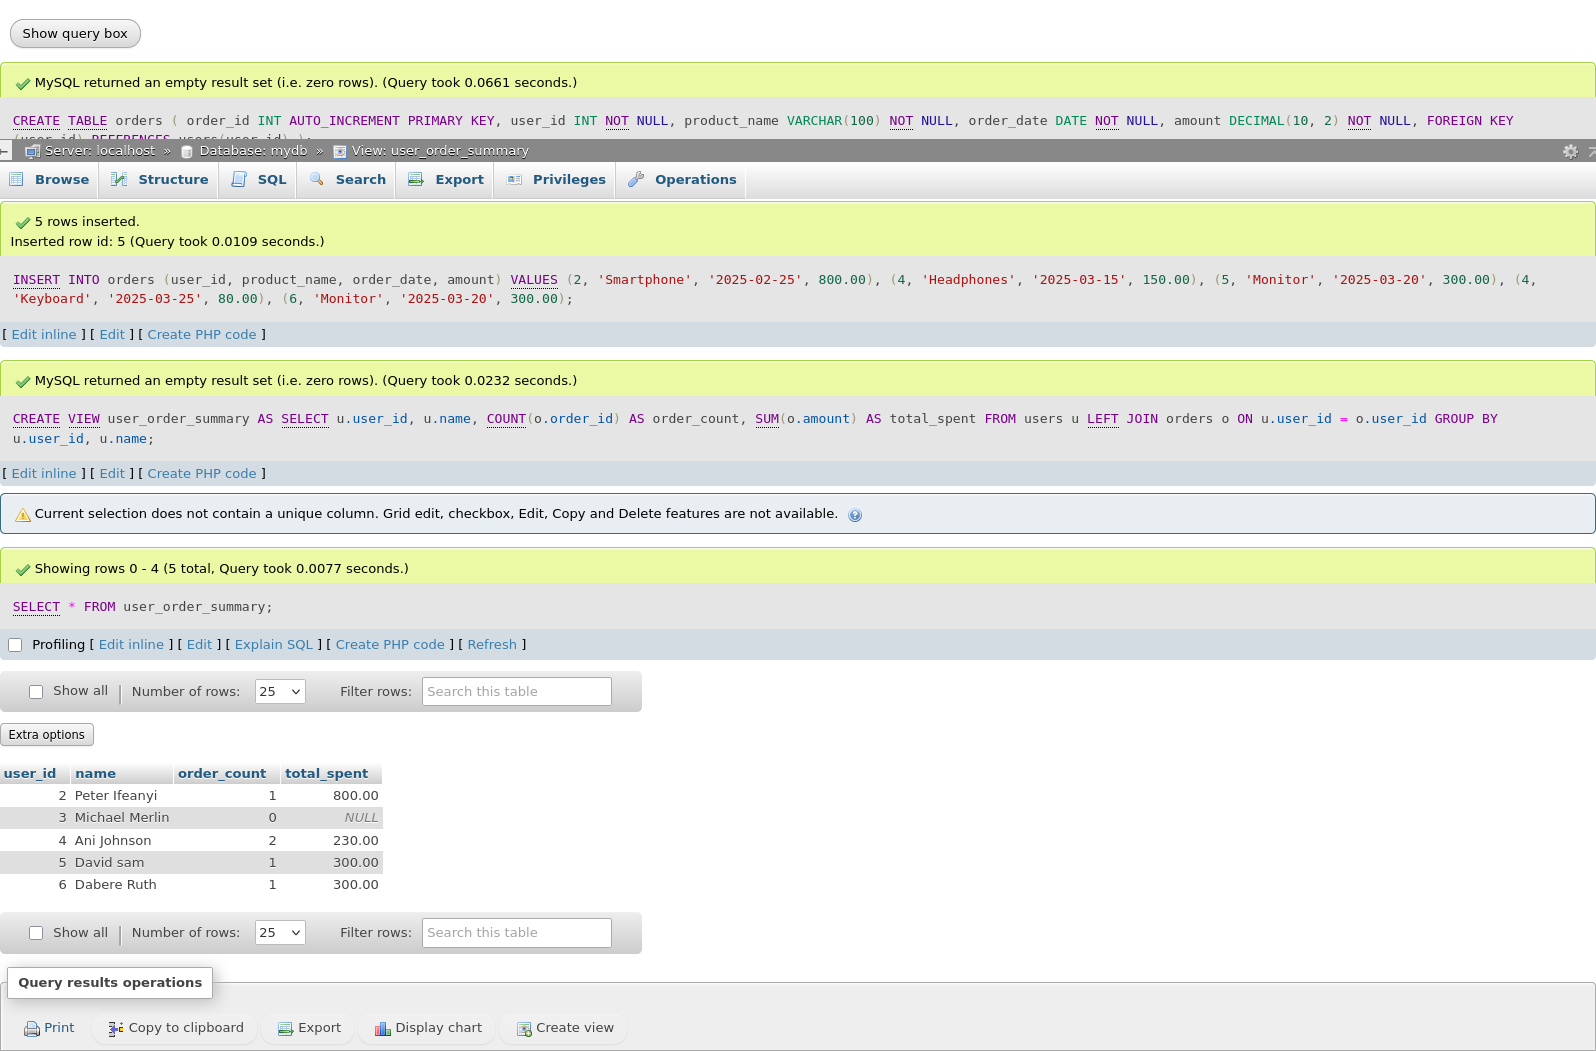 Show query box
MySQL returned an empty result set (i.e. zero rows). (Query took 0.0661 seconds.)
CREATE TABLE orders ( order_id INT AUTO_INCREMENT PRIMARY KEY, user_id INT NOT NULL, product_name VARCHAR(100) NOT NULL, order_date DATE NOT NULL, amount DECIMAL(10, 2) NOT NULL, FOREIGN KEY
(user_id) REFERENCES users(user_id) );
Server: localhost » Database: mydb » View: user_order_summary
Browse Structure SQL Search Export Privileges Operations
5 rows inserted.
Inserted row id: 5 (Query took 0.0109 seconds.)
INSERT INTO orders (user_id, product_name, order_date, amount) VALUES (2, 'Smartphone', '2025-02-25', 800.00), (4, 'Headphones', '2025-03-15', 150.00), (5, 'Monitor', '2025-03-20', 300.00), (4,
'Keyboard', '2025-03-25', 80.00), (6, 'Monitor', '2025-03-20', 300.00);
[ Edit inline ] [ Edit ] [ Create PHP code ]
MySQL returned an empty result set (i.e. zero rows). (Query took 0.0232 seconds.)
CREATE VIEW user_order_summary AS SELECT u.user_id, u.name, COUNT(o.order_id) AS order_count, SUM(o.amount) AS total_spent FROM users u LEFT JOIN orders o ON u.user_id = o.user_id GROUP BY
u.user_id, u.name;
[ Edit inline ] [ Edit ] [ Create PHP code ]
Current selection does not contain a unique column. Grid edit, checkbox, Edit, Copy and Delete features are not available.
Showing rows 0 - 4 (5 total, Query took 0.0077 seconds.)
SELECT * FROM user_order_summary;
Profiling [ Edit inline ] [ Edit ] [ Explain SQL ] [ Create PHP code ] [ Refresh ]
Show all | Number of rows: 25 Filter rows: Search this table
Extra options
user_id name order_count total_spent
2 Peter Ifeanyi 1 800.00
3 Michael Merlin 0 NULL
4 Ani Johnson 2 230.00
5 David sam 1 300.00
6 Dabere Ruth 1 300.00
Show all | Number of rows: 25 Filter rows: Search this table
Query results operations
Print Copy to clipboard Export Display chart Create view